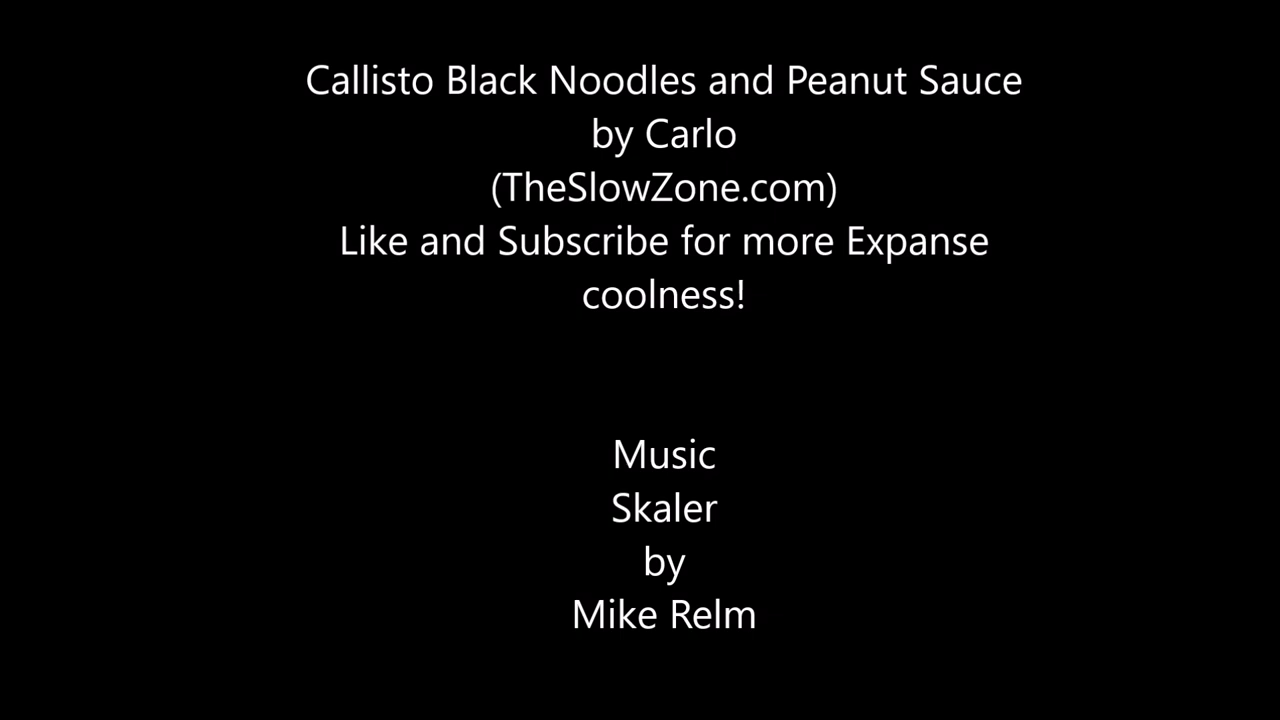 Callisto Black Noodles and Peanut Sauce
by Carlo
(TheSlowZone.com)
Like and Subscribe for more Expanse
coolness!
Music
Skaler
by
Mike Relm